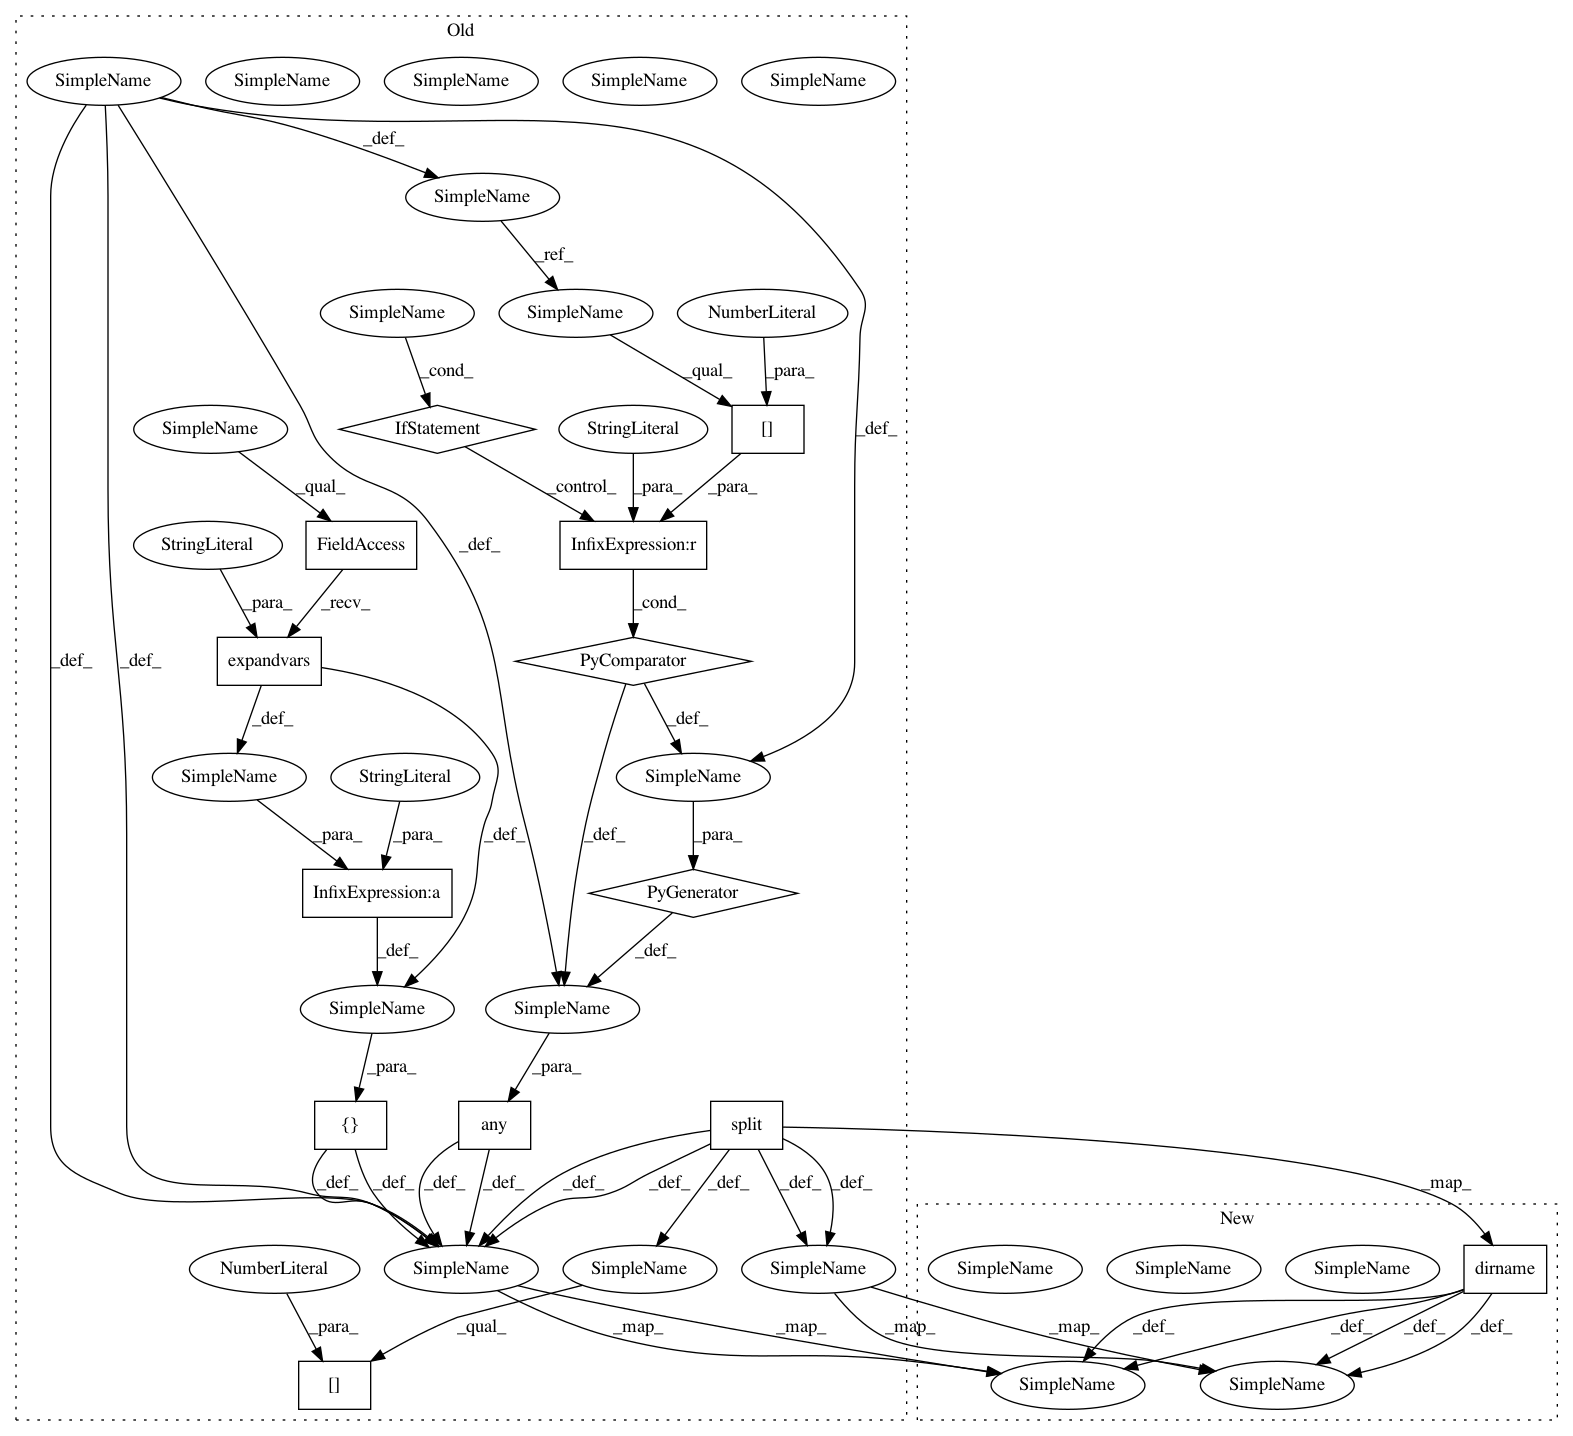 Old
SimpleName SimpleName SimpleName SimpleName SimpleName
_def_
SimpleName
_ref_
SimpleName SimpleName NumberLiteral
_cond_ _qual_ _para_
SimpleName IfStatement StringLiteral [] _def_
_qual_ _control_ _para_ _para_
StringLiteral FieldAccess _def_ InfixExpression:r
_para_ _recv_ _cond_
_def_ _def_ expandvars PyComparator
_def_ _def_
SimpleName StringLiteral SimpleName
_para_ _para_ _def_ _def_ _para_
InfixExpression:a PyGenerator
_def_ _def_
SimpleName SimpleName
_para_ _para_
{} any split
_def_ _def_ _def_ _def_ _def_ _def_ _def_ _def_ _def_ _map_
New
NumberLiteral SimpleName SimpleName SimpleName SimpleName SimpleName SimpleName dirname
_para_ _qual_ _map_ _map_ _map_ _map_ _def_ _def_ _def_ _def_
[] SimpleName SimpleName